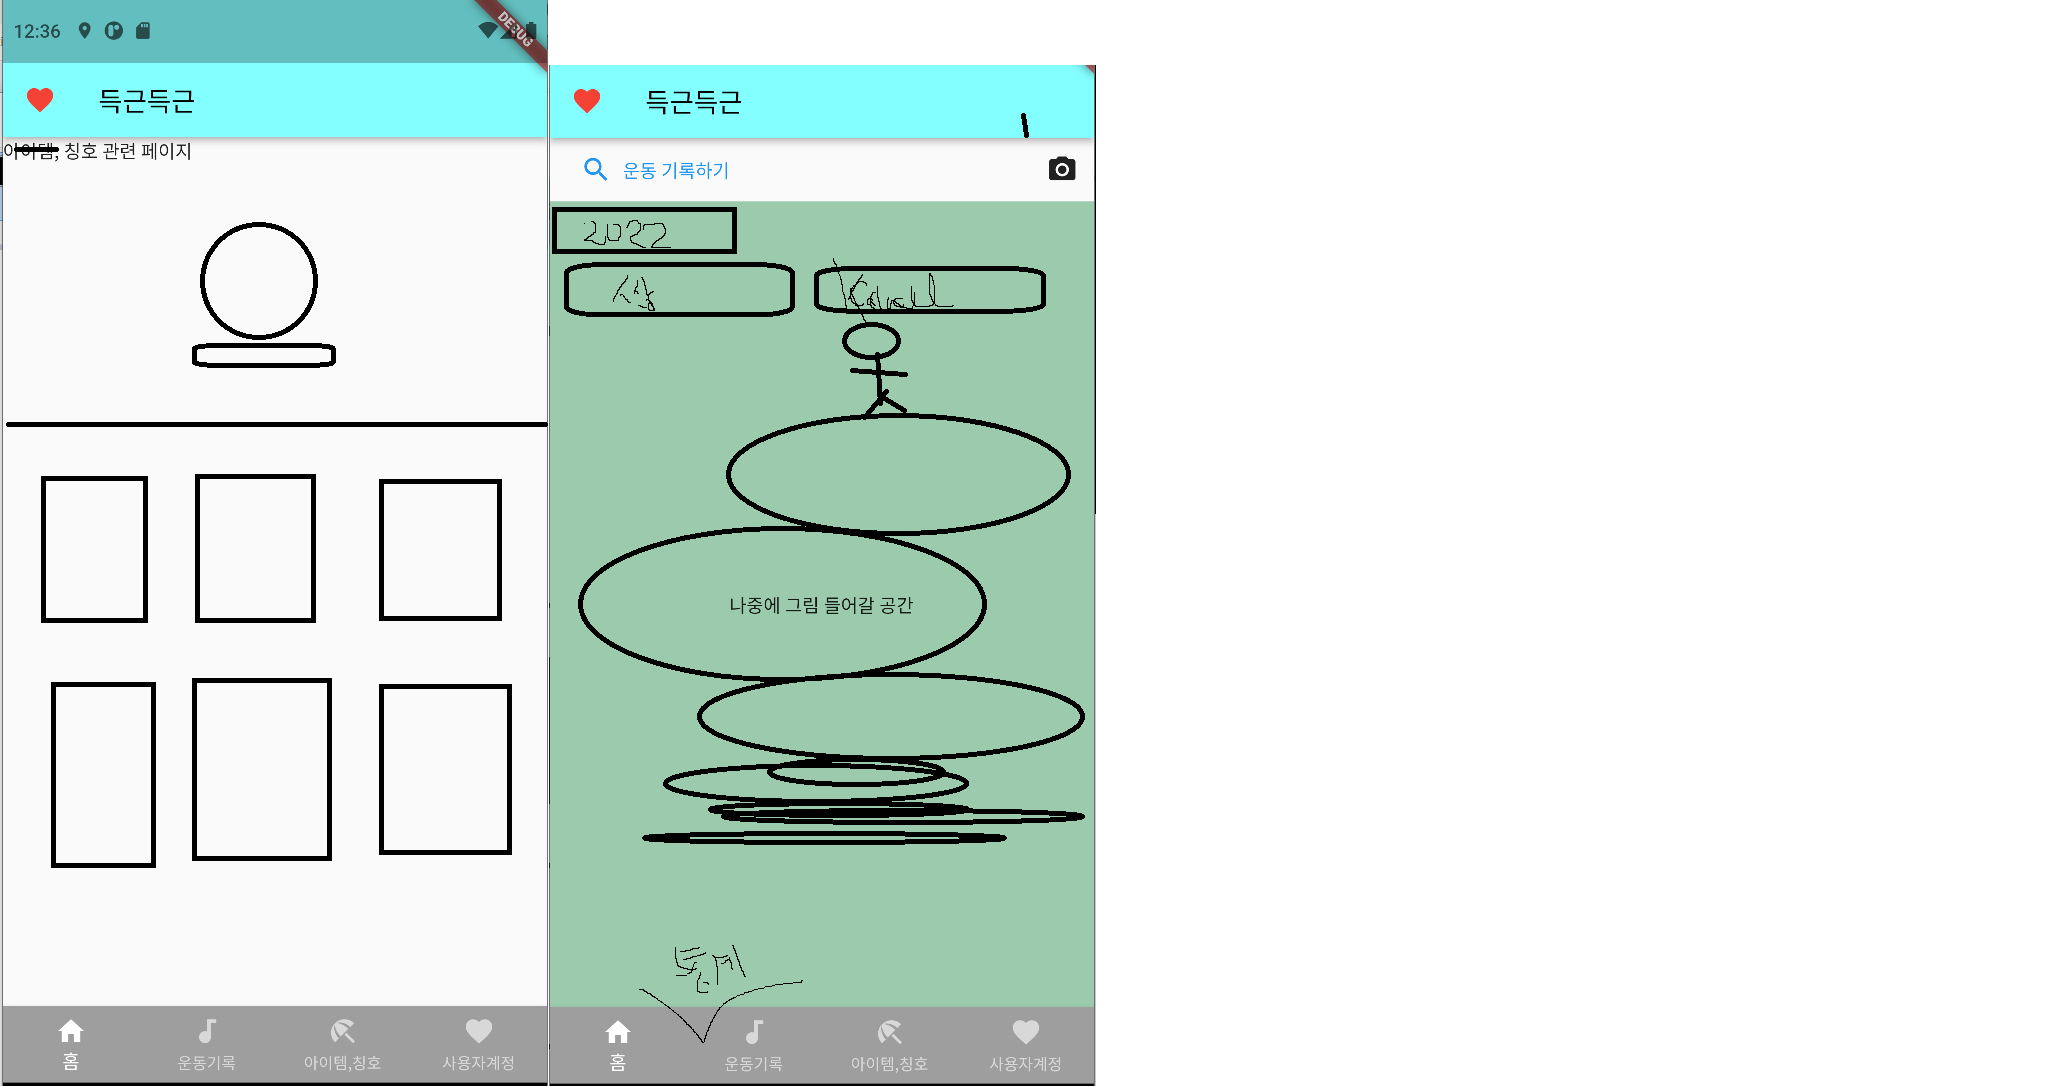 12:36
DEBUG
득근득근
아이템, 칭호 관련 페이지
홈
운동기록
아이템,칭호
사용자계정
득근득근
운동 기록하기
2022
나중에 그림 들어갈 공간
통계
홈
운동기록
아이템,칭호
사용자계정